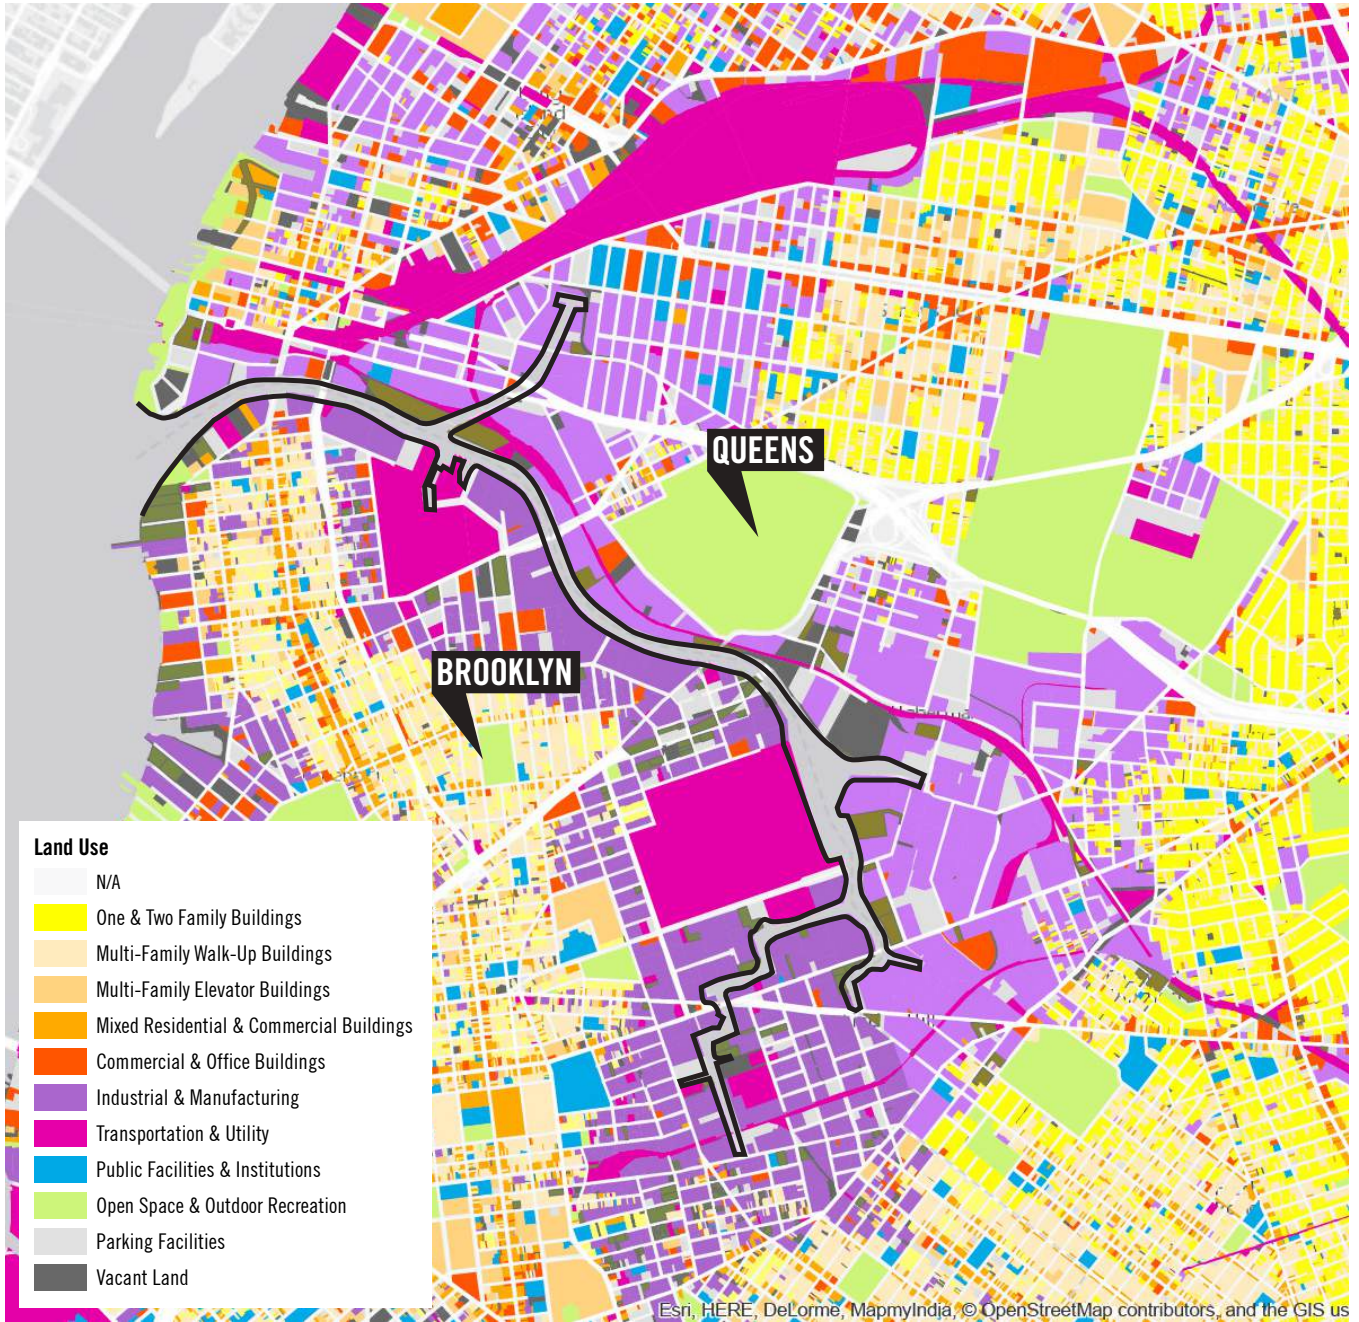 QUEENS
BROOKLYN
Land Use
N/A
One & Two Family Buildings
Multi-Family Walk-Up Buildings
Multi-Family Elevator Buildings
Mixed Residential & Commercial Buildings
Commercial & Office Buildings
Industrial & Manufacturing
Transportation & Utility
Public Facilities & Institutions
Open Space & Outdoor Recreation
Parking Facilities
Vacant Land
Esri, HERE, DeLorme, MapmyIndia, © OpenStreetMap contributors, and the GIS us